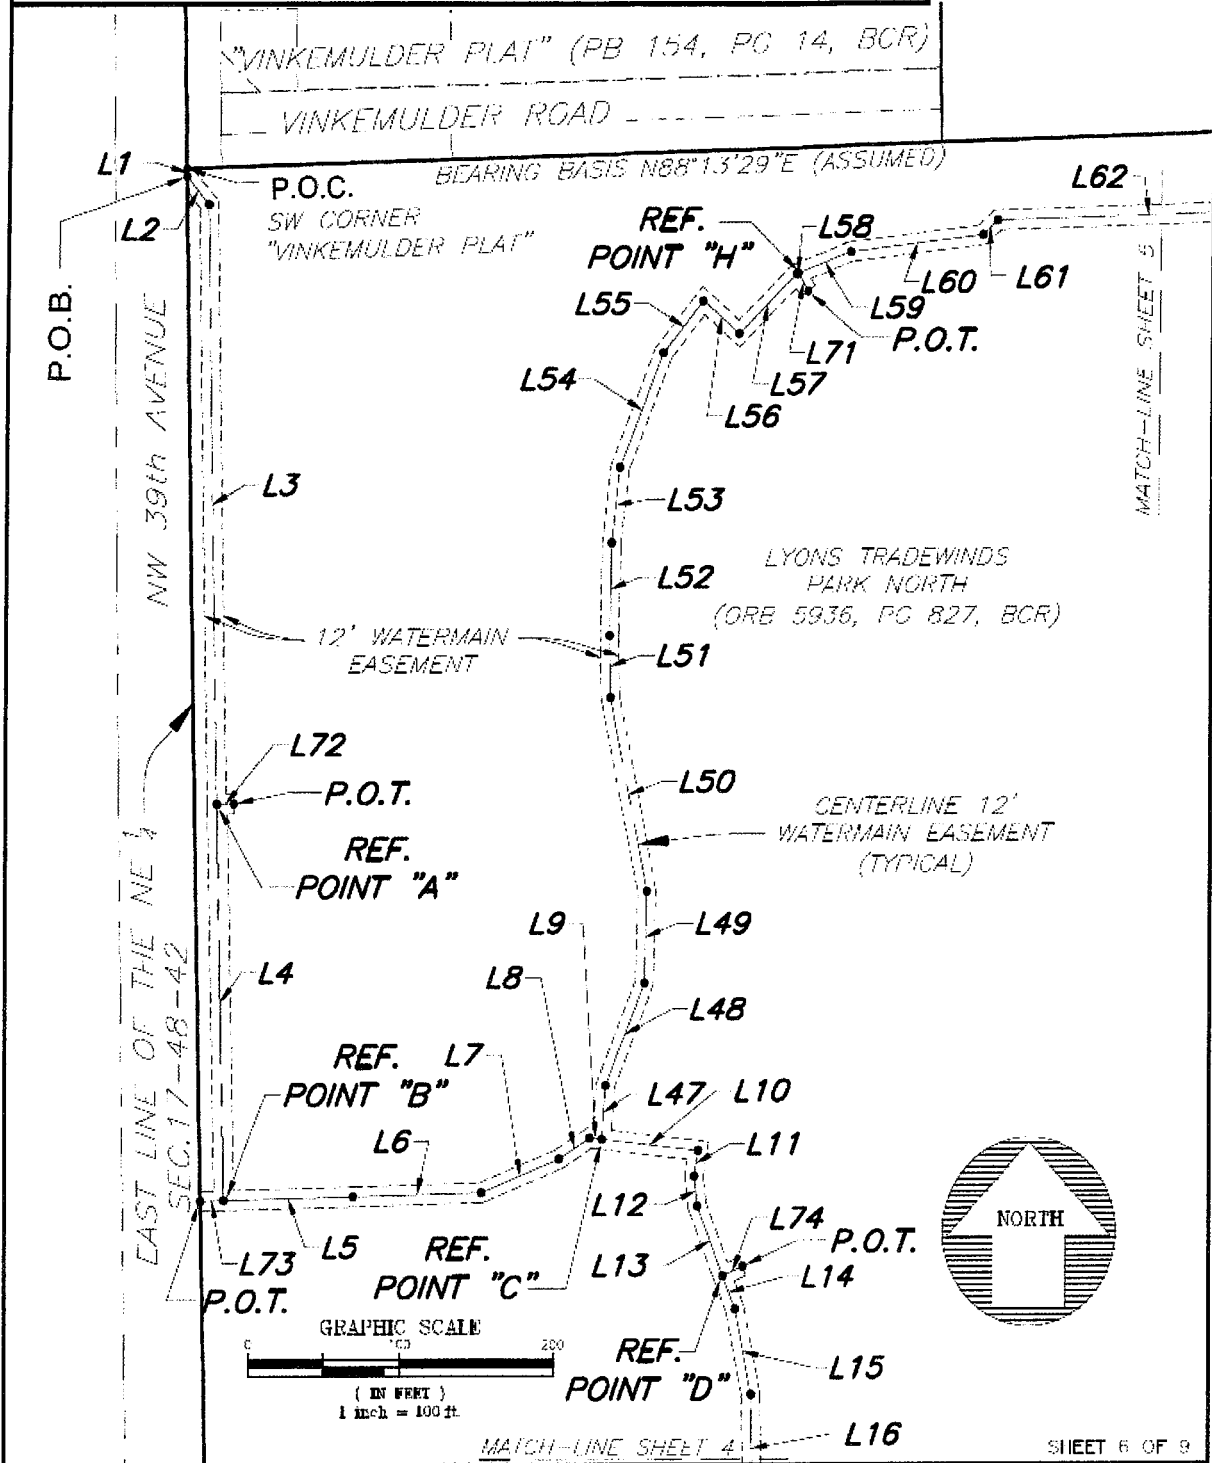 "VINKEMULDER PLAT" (PB 154, PG 14, BCR)
VINKEMULDER ROAD
BEARING BASIS N88°13'29"E (ASSUMED)
L1
P.O.C.
SW CORNER
"VINKEMULDER PLAT"
L2
P.O.B.
NW 39th AVENUE
L62
REF.
POINT "H"
L58
L61
L60
L59
P.O.T.
L55
L71
L57
L54
L56
MATCH-LINE SHEET 5
L3
L53
LYONS TRADEWINDS
PARK NORTH
(ORB 5936, PG 827, BCR)
L52
12' WATERMAIN
EASEMENT
L51
L72
P.O.T.
L50
CENTERLINE 12'
WATERMAIN EASEMENT
(TYPICAL)
REF.
POINT "A"
EAST LINE OF THE NE ¼
SEC.17-48-42
L9
L49
L4
L8
L48
REF.
POINT "B"
L7
L47
L10
L6
L11
L12
L74
P.O.T.
L5
L73
P.O.T.
REF.
POINT "C"
L13
L14
NORTH
GRAPHIC SCALE
0 100 200
( IN FEET )
1 inch = 100 ft.
REF.
POINT "D"
L15
L16
MATCH-LINE SHEET 4
SHEET 6 OF 9